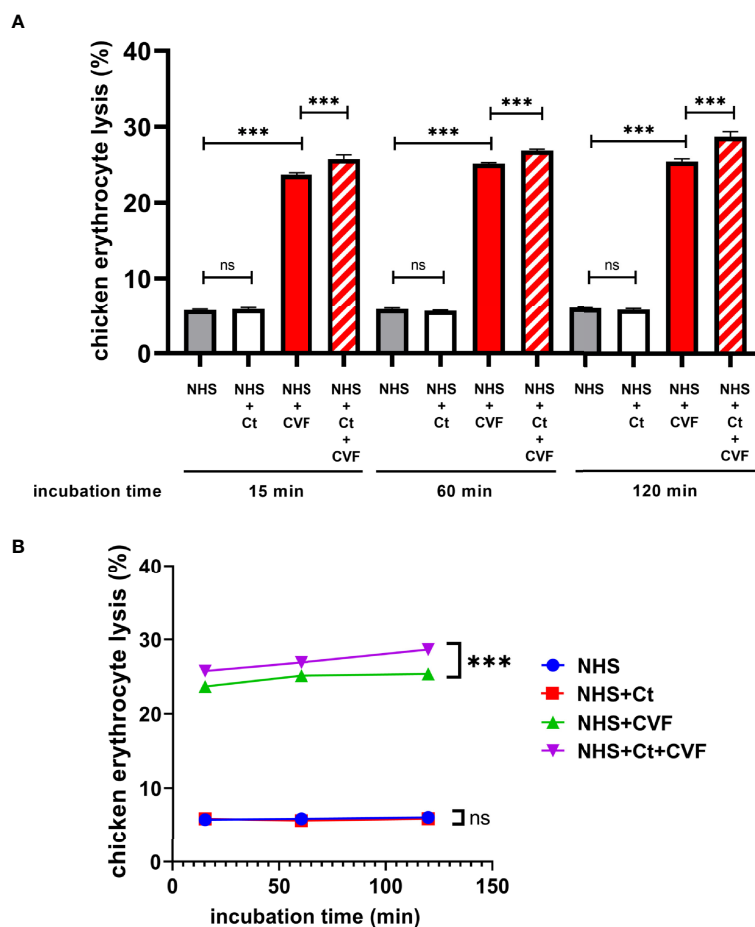 A
chicken erythrocyte lysis (%)
40
30
20
10
0
*** *** *** *** *** ***
ns ns ns
NHS NHS NHS NHS NHS NHS NHS NHS NHS NHS NHS NHS
+ + + + + + + + +
Ct CVF Ct Ct CVF Ct Ct CVF Ct
+ + +
CVF CVF CVF
incubation time 15 min 60 min 120 min
B
chicken erythrocyte lysis (%)
40
30
20
10
0
***
ns
0 50 100 150
incubation time (min)
NHS
NHS+Ct
NHS+CVF
NHS+Ct+CVF